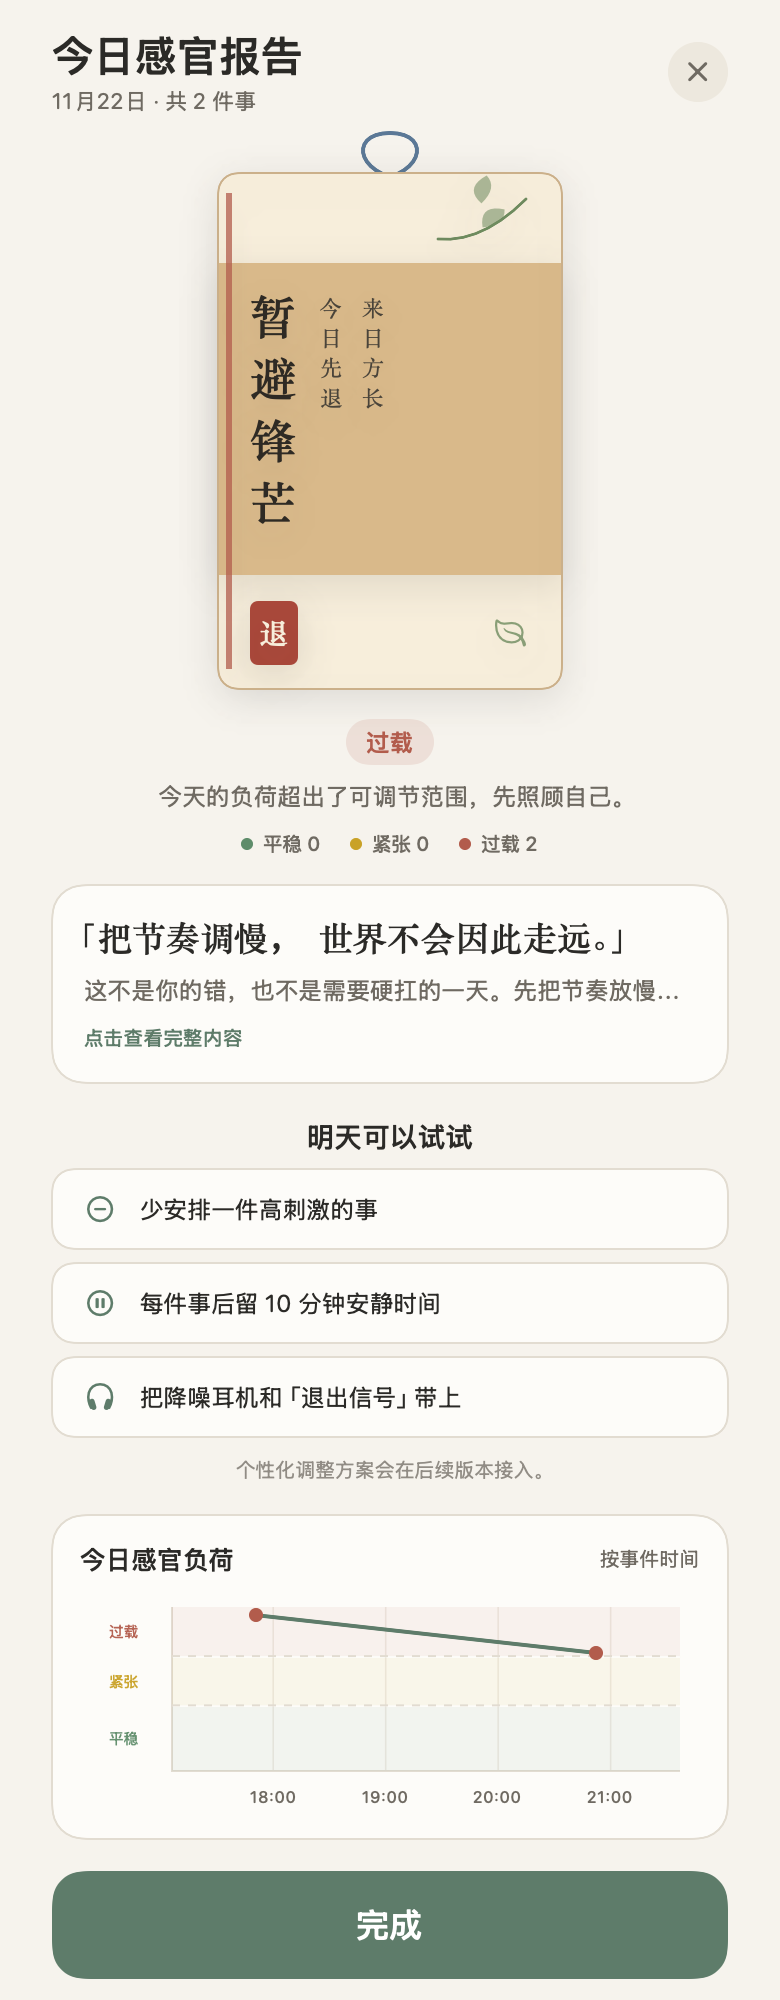 今日感官报告
11月22日 · 共 2 件事
暂避锋芒
今日先退
来日方长
退
过载
今天的负荷超出了可调节范围，先照顾自己。
平稳 0 紧张 0 过载 2
「把节奏调慢， 世界不会因此走远。」
这不是你的错，也不是需要硬扛的一天。先把节奏放慢...
点击查看完整内容
明天可以试试
少安排一件高刺激的事
每件事后留 10 分钟安静时间
把降噪耳机和「退出信号」带上
个性化调整方案会在后续版本接入。
今日感官负荷 按事件时间
过载
紧张
平稳
18:00 19:00 20:00 21:00
完成